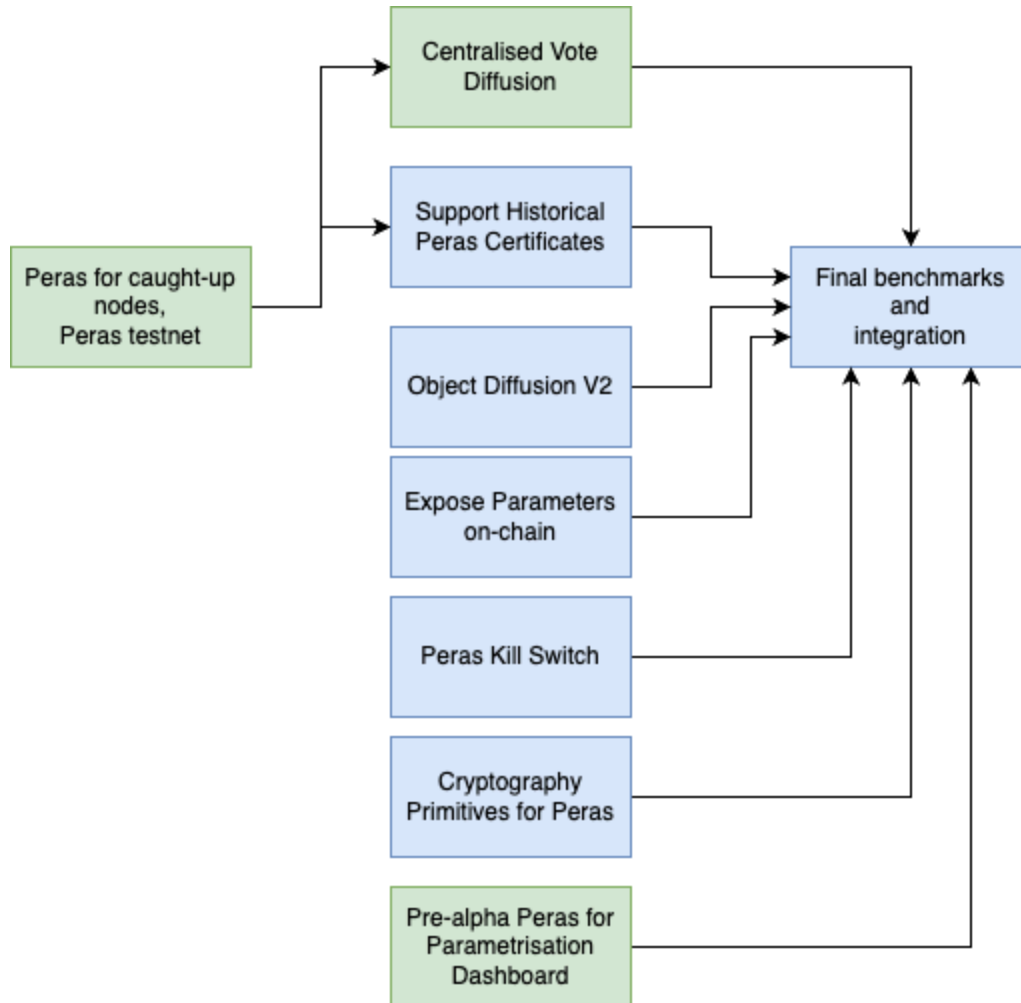 Centralised Vote
Diffusion
Support Historical
Peras Certificates
Peras for caught-up
nodes,
Peras testnet
Final benchmarks
and
integration
Object Diffusion V2
Expose Parameters
on-chain
Peras Kill Switch
Cryptography
Primitives for Peras
Pre-alpha Peras for
Parametrisation
Dashboard